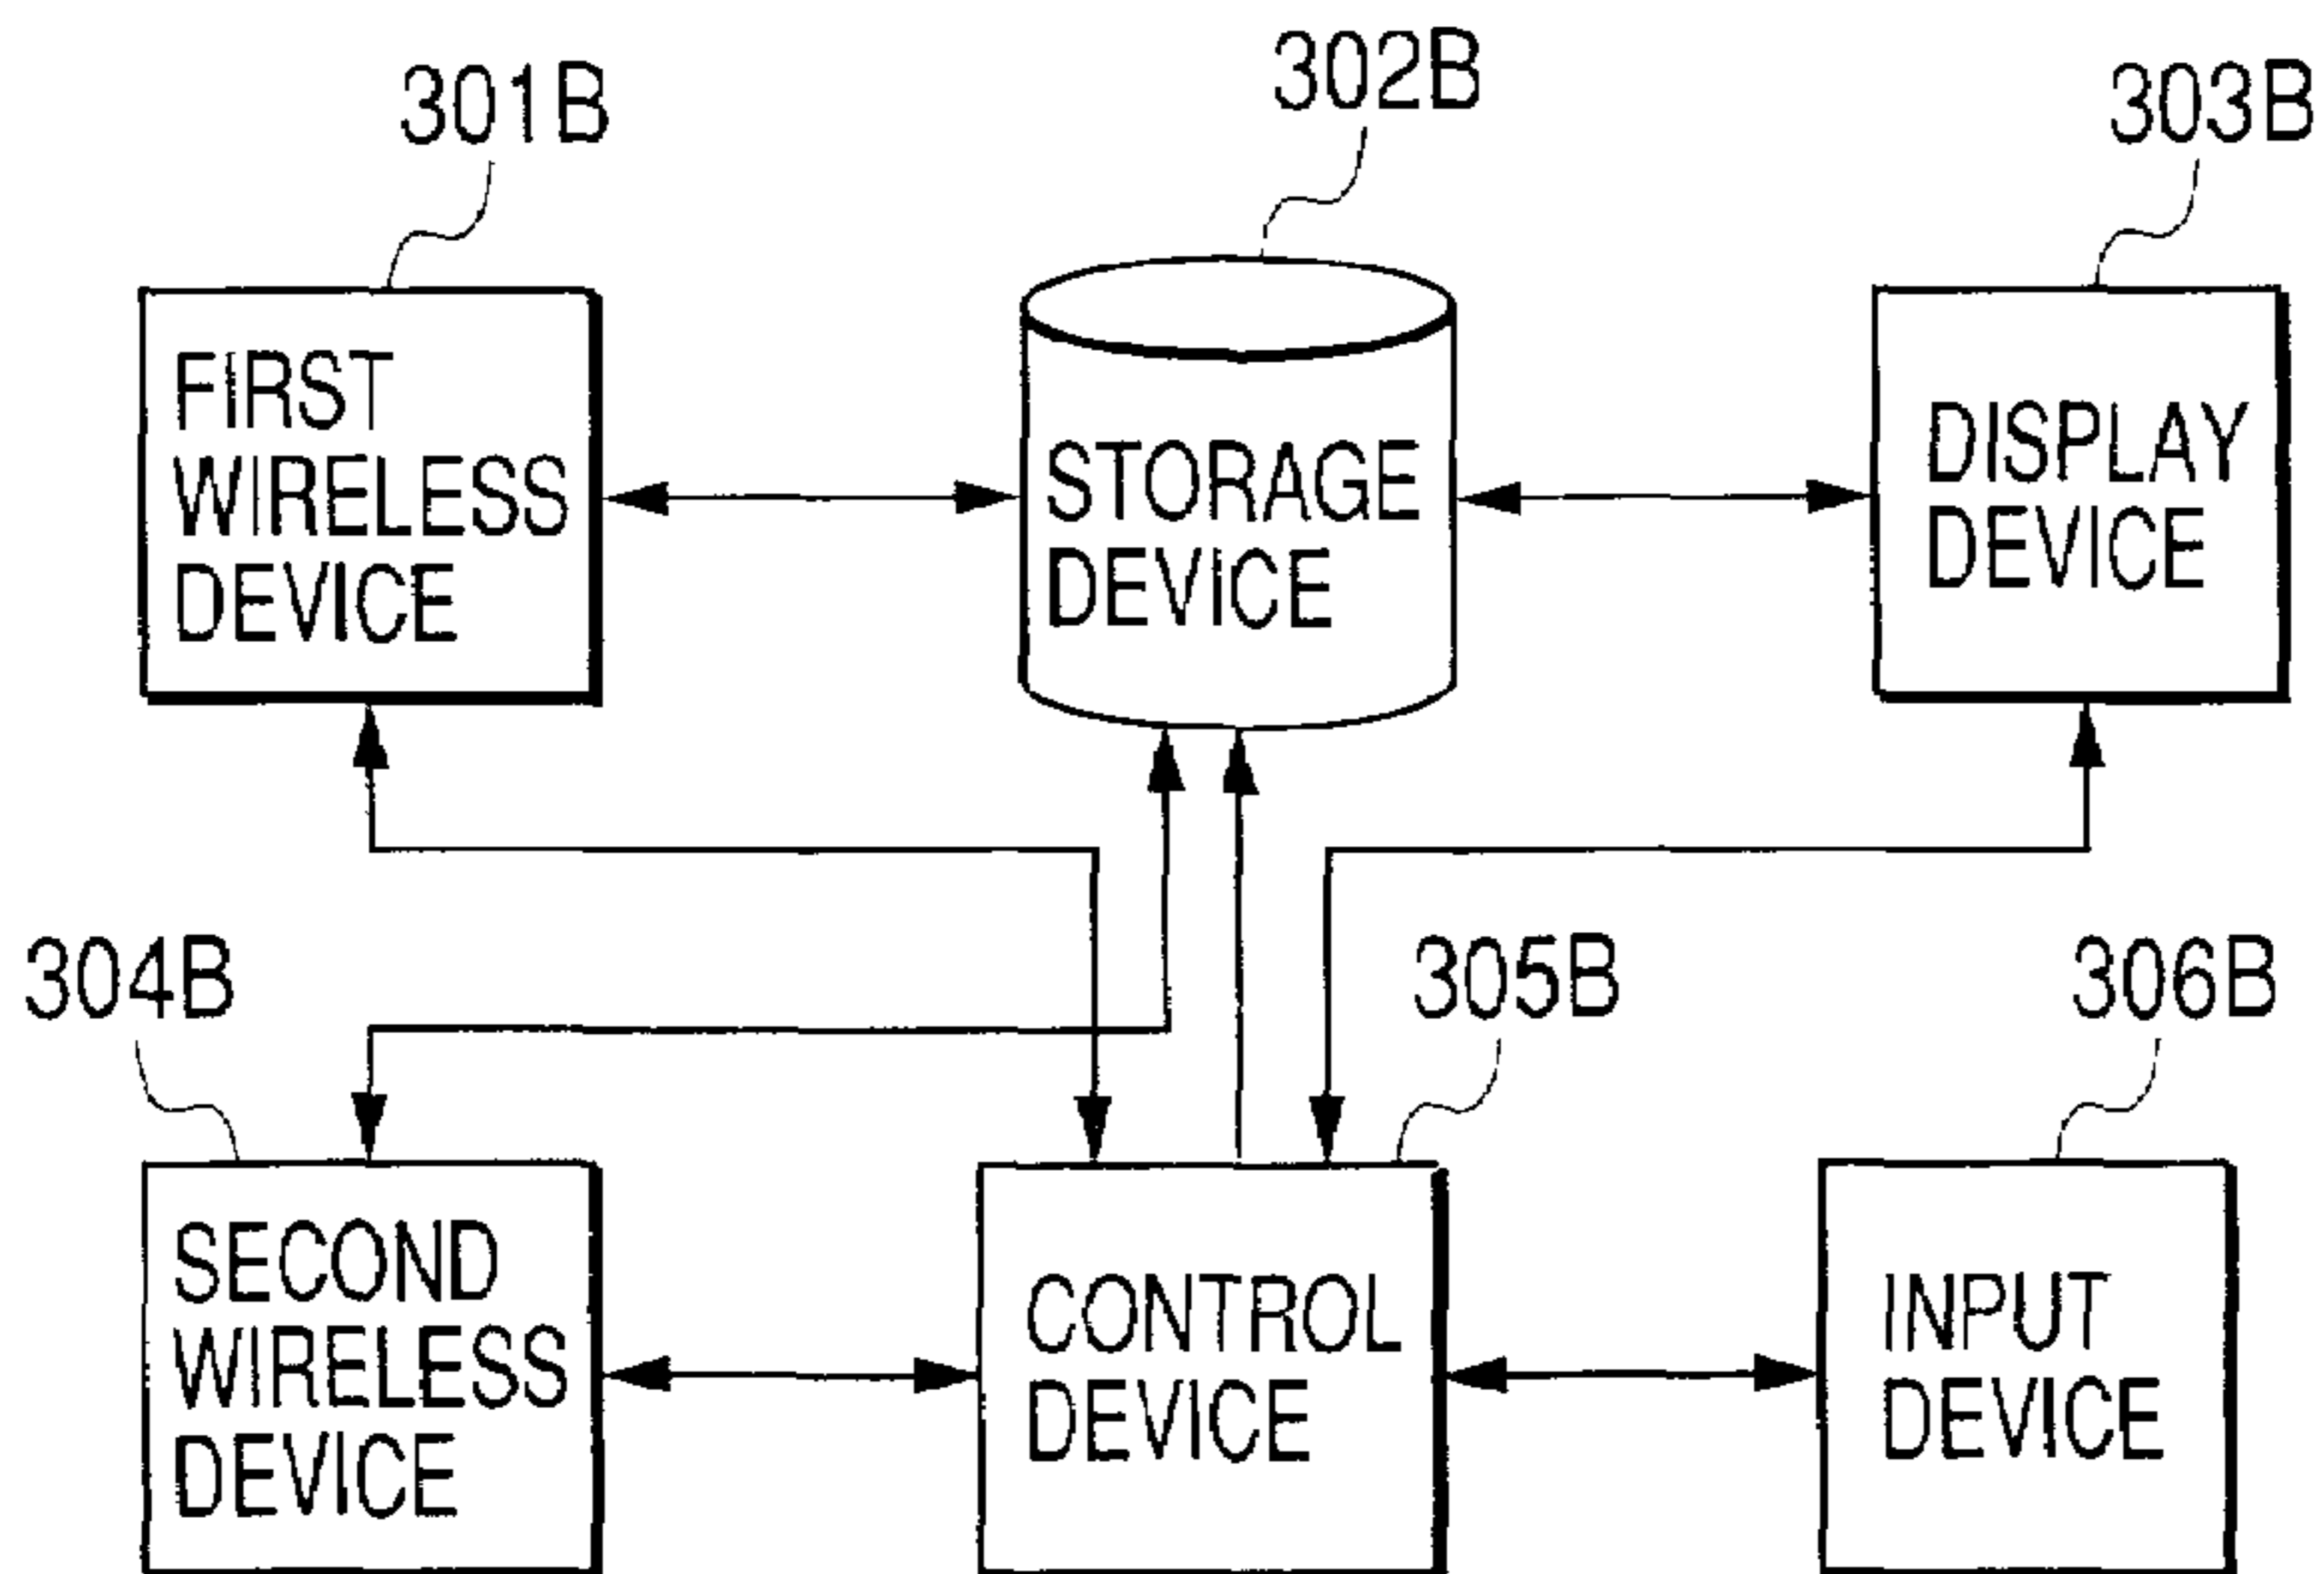 301B
302B
303B
FIRST
WIRELESS
DEVICE
STORAGE
DEVICE
DISPLAY
DEVICE
304B
305B
306B
SECOND
WIRELESS
DEVICE
CONTROL
DEVICE
INPUT
DEVICE